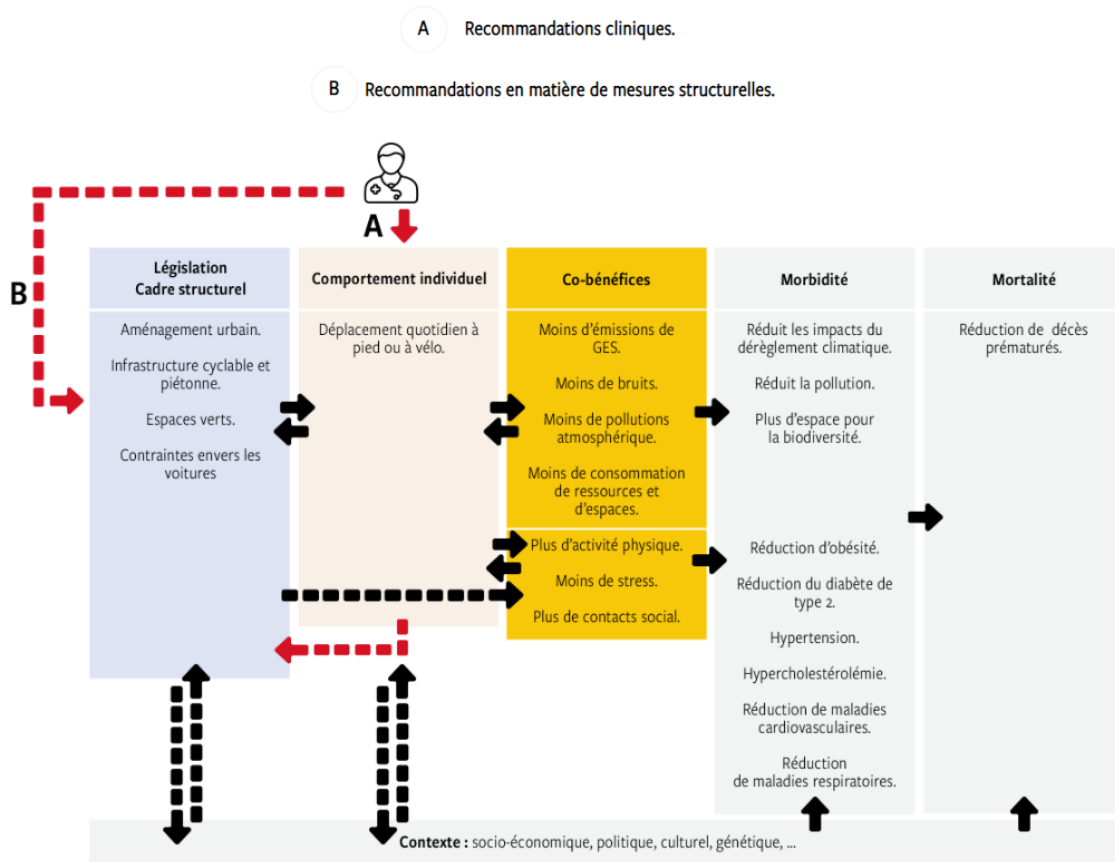 A Recommandations cliniques.
B Recommandations en matière de mesures structurelles.
A
B
Législation
Cadre structurel
Aménagement urbain.
Infrastructure cyclable et
piétonne.
Espaces verts.
Contraintes envers les
voitures
Comportement individuel
Déplacement quotidien à
pied ou à vélo.
Co-bénéfices
Moins d'émissions de
GES.
Moins de bruits.
Moins de pollutions
atmosphérique.
Moins de consommation
de ressources et
d'espaces.
Plus d'activité physique.
Moins de stress.
Plus de contacts social.
Morbidité
Réduit les impacts du
dérèglement climatique.
Réduit la pollution.
Plus d'espace pour
la biodiversité.
Réduction d'obésité.
Réduction du diabète de
type 2.
Hypertension.
Hypercholestérolémie.
Réduction de maladies
cardiovasculaires.
Réduction
de maladies respiratoires.
Mortalité
Réduction de décès
prématurés.
Contexte : socio-économique, politique, culturel, génétique, ...